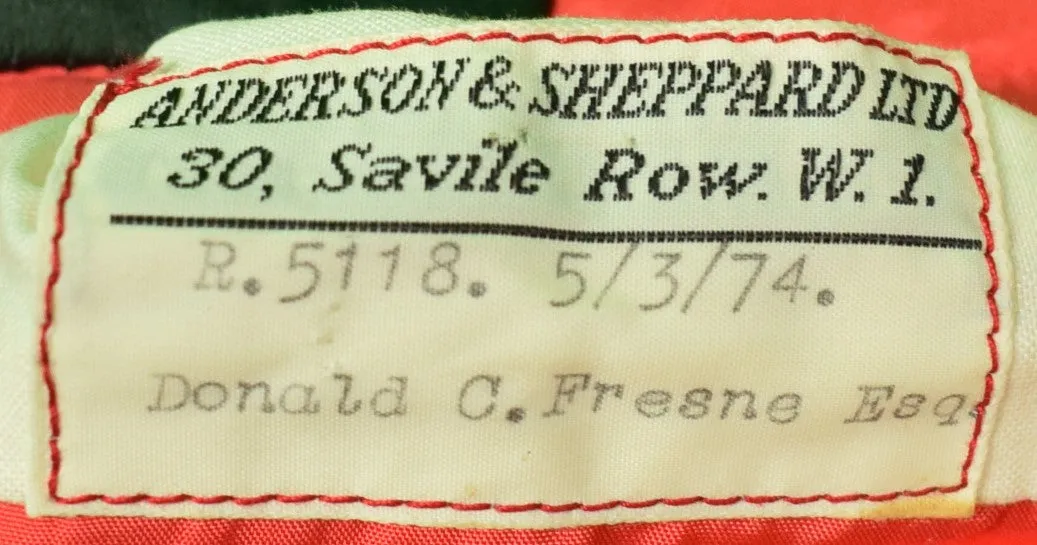 ANDERSON & SHEPPARD LTD
30, Savile Row. W. 1.
R.5118. 5/3/74.
Donald C. Fresne Esq.